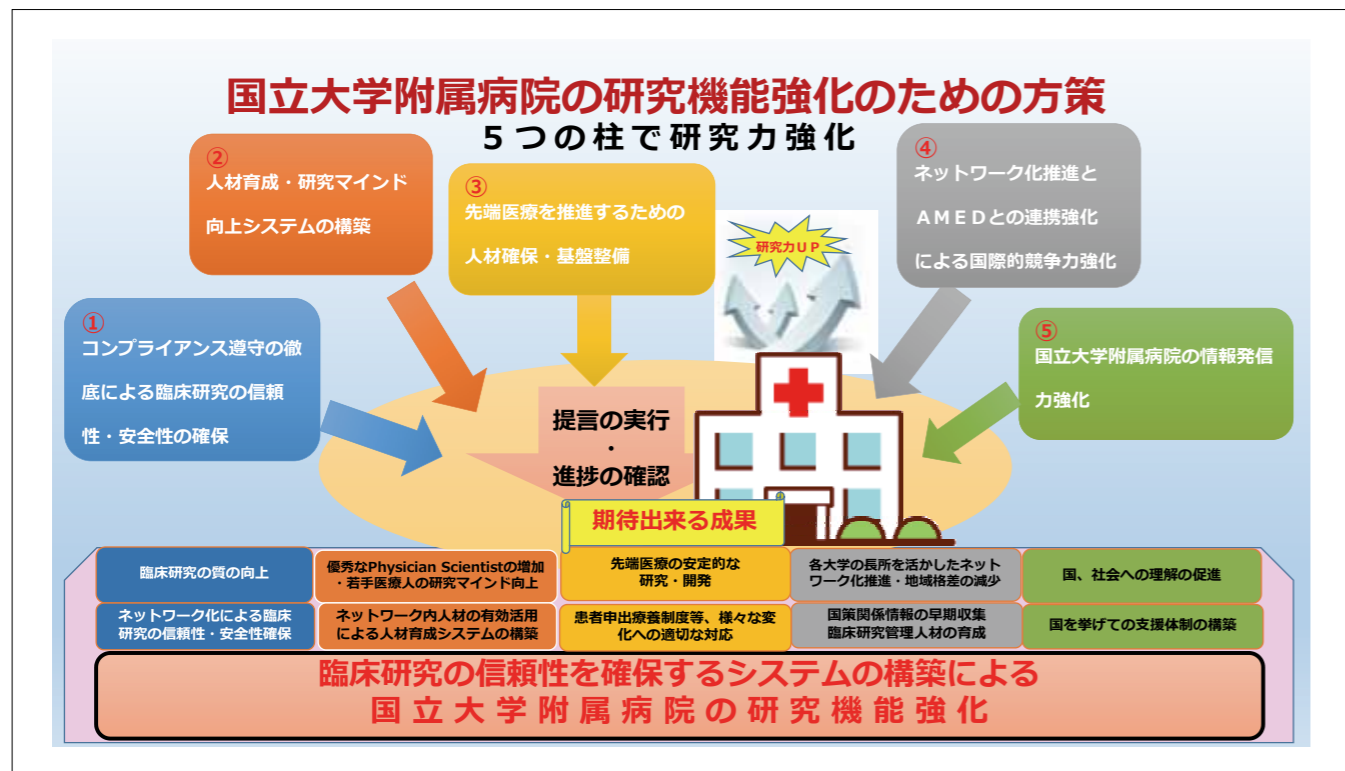 国立大学附属病院の研究機能強化のための方策
5つの柱で研究力強化
①
コンプライアンス遵守の徹
底による臨床研究の信頼
性・安全性の確保
②
人材育成・研究マインド
向上システムの構築
③
先端医療を推進するための
人材確保・基盤整備
④
ネットワーク化推進と
AMEDとの連携強化
による国際的競争力強化
⑤
国立大学附属病院の情報発信
力強化
研究力UP
提言の実行
・
進捗の確認
期待出来る成果
臨床研究の質の向上
優秀なPhysician Scientistの増加
・若手医療人の研究マインド向上
先端医療の安定的な
研究・開発
各大学の長所を活かしたネット
ワーク化推進・地域格差の減少
国、社会への理解の促進
ネットワーク化による臨床
研究の信頼性・安全性確保
ネットワーク内人材の有効活用
による人材育成システムの構築
患者申出療養制度等、様々な変
化への適切な対応
国策関係情報の早期収集
臨床研究管理人材の育成
国を挙げての支援体制の構築
臨床研究の信頼性を確保するシステムの構築による
国立大学附属病院の研究機能強化